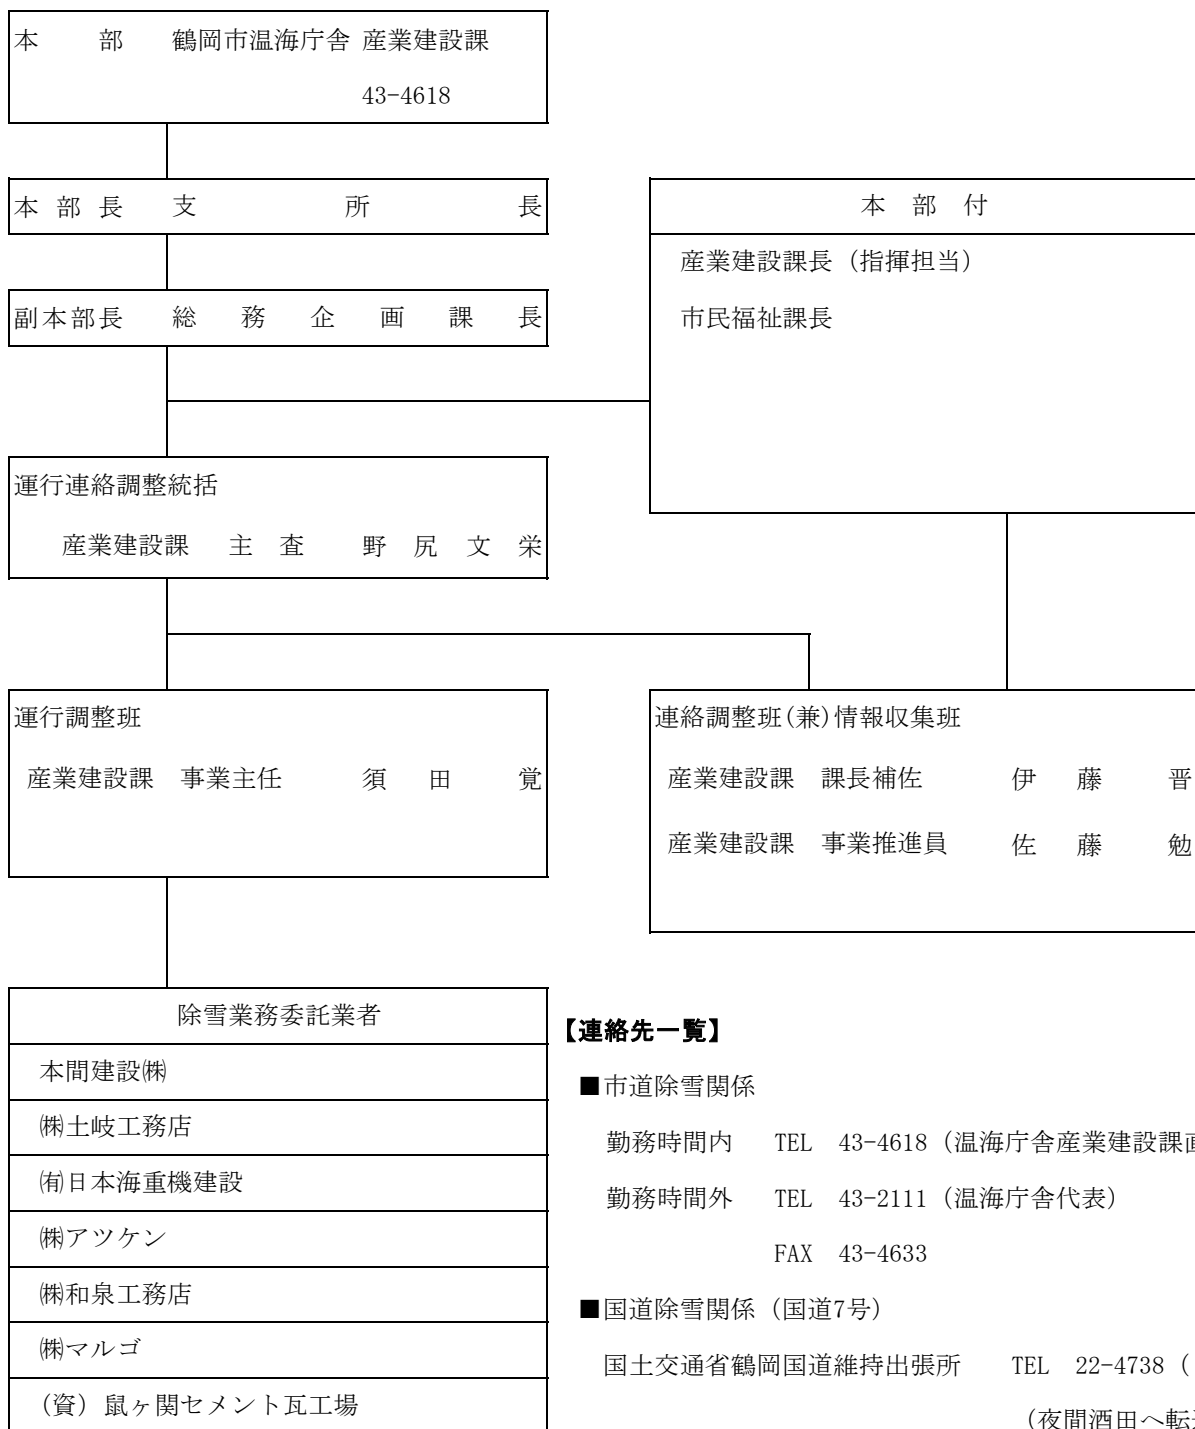 本 部 鶴岡市温海庁舎 産業建設課
43-4618
本 部 長 支 所 長
副本部長 総 務 企 画 課 長
本 部 付
産業建設課長（指揮担当）
市民福祉課長
運行連絡調整統括
産業建設課 主 査 野 尻 文 栄
運行調整班
産業建設課 事業主任 須 田 覚
連絡調整班(兼)情報収集班
産業建設課 課長補佐 伊 藤 晋
産業建設課 事業推進員 佐 藤 勉
除雪業務委託業者
本間建設㈱
㈱土岐工務店
㈲日本海重機建設
㈱アツケン
㈱和泉工務店
㈱マルゴ
（資）鼠ヶ関セメント瓦工場
【連絡先一覧】
■市道除雪関係
勤務時間内 TEL 43-4618（温海庁舎産業建設課
勤務時間外 TEL 43-2111（温海庁舎代表）
FAX 43-4633
■国道除雪関係（国道7号）
国土交通省鶴岡国道維持出張所 TEL 22-4738（
（夜間酒田へ転